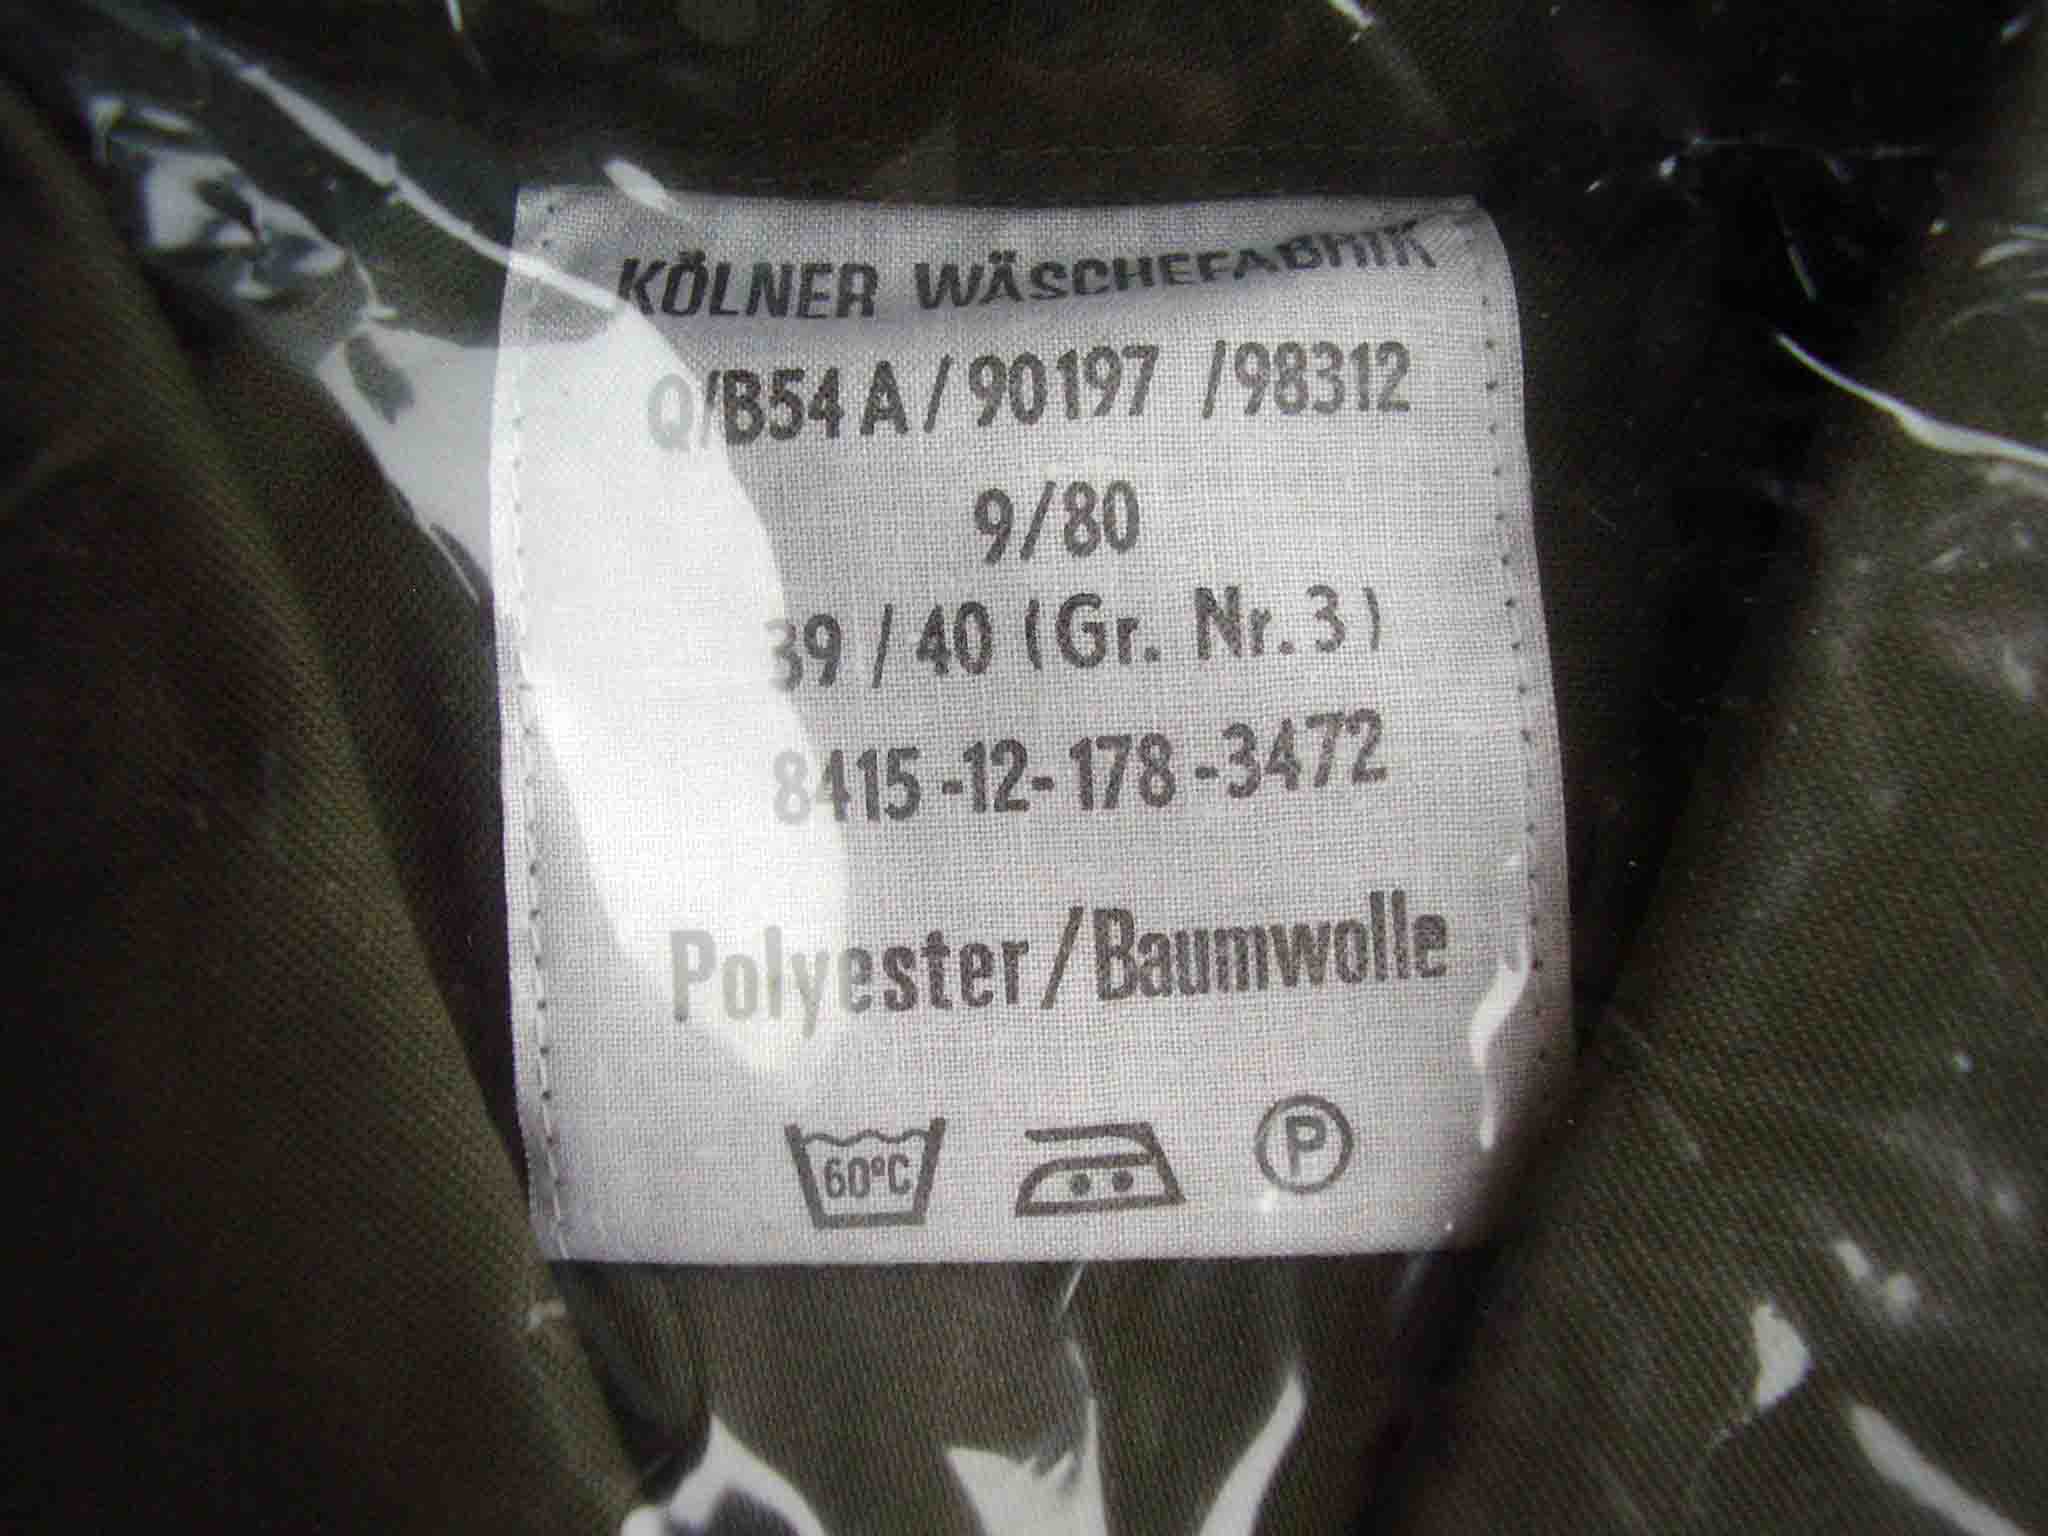 KÖLNER WÄSCHEFABRIK
Q/B54 A/90197 /98312
9/80
39/40 (Gr. Nr. 3)
8415-12-178-3472
Polyester/Baumwolle
60°C P